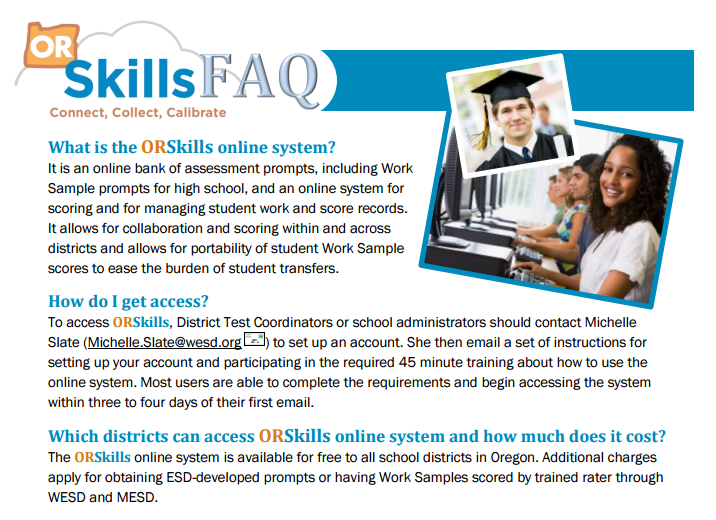 OR
Skills FAQ
Connect, Collect, Calibrate
What is the ORSkills online system?
It is an online bank of assessment prompts, including Work
Sample prompts for high school, and an online system for
scoring and for managing student work and score records.
It allows for collaboration and scoring within and across
districts and allows for portability of student Work Sample
scores to ease the burden of student transfers.
How do I get access?
To access ORSkills, District Test Coordinators or school administrators should contact Michelle
Slate (Michelle.Slate@wesd.org) to set up an account. She then email a set of instructions for
setting up your account and participating in the required 45 minute training about how to use the
online system. Most users are able to complete the requirements and begin accessing the system
within three to four days of their first email.
Which districts can access ORSkills online system and how much does it cost?
The ORSkills online system is available for free to all school districts in Oregon. Additional charges
apply for obtaining ESD-developed prompts or having Work Samples scored by trained rater through
WESD and MESD.